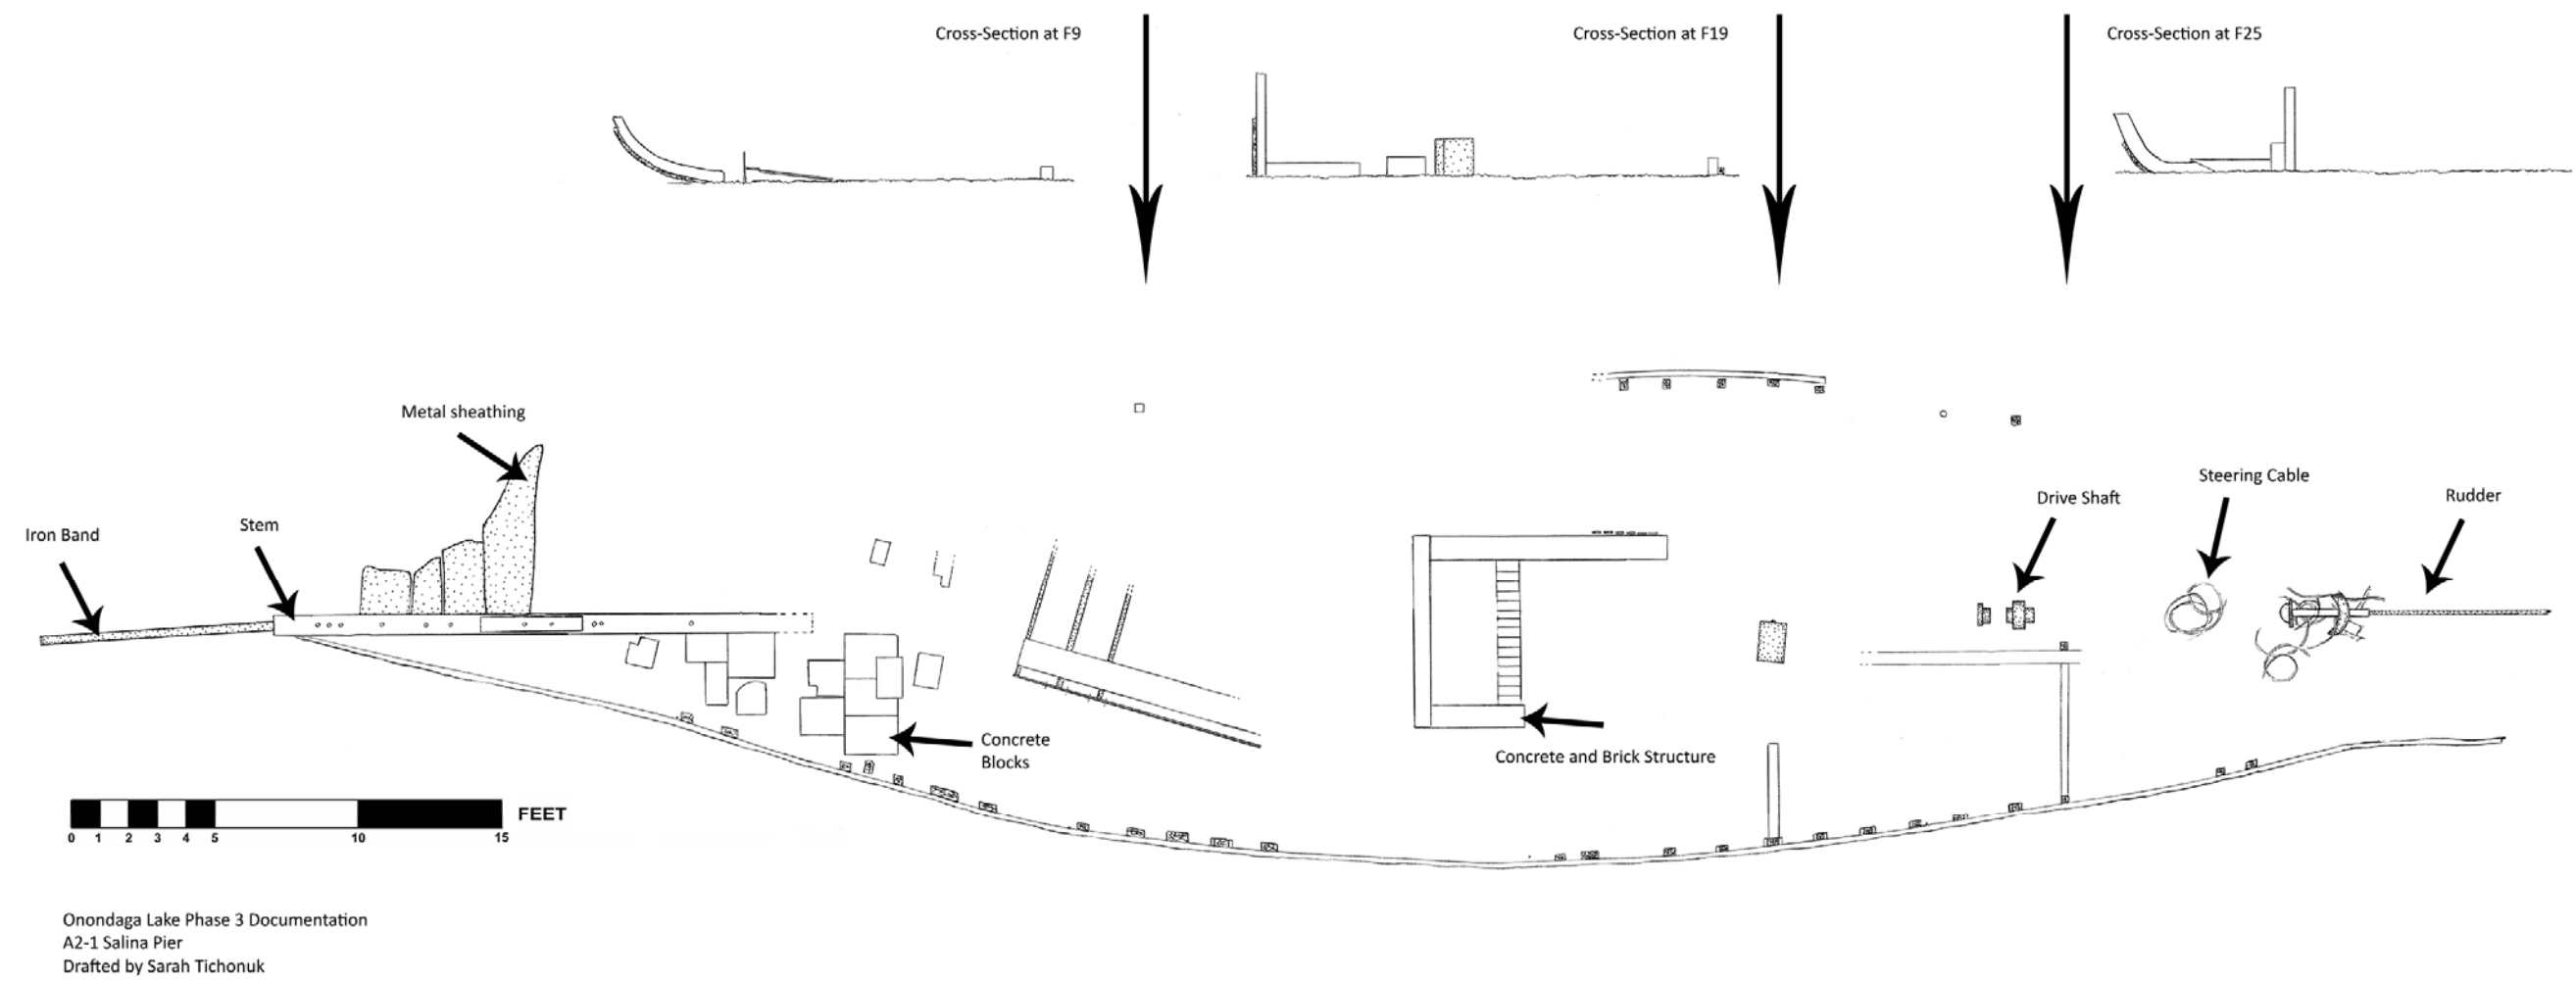 Cross-Section at F9
Cross-Section at F19
Cross-Section at F25
Metal sheathing
Iron Band
Stem
Steering Cable
Drive Shaft
Rudder
Concrete
Blocks
Concrete and Brick Structure
FEET
0 1 2 3 4 5 10 15
Onondaga Lake Phase 3 Documentation
A2-1 Salina Pier
Drafted by Sarah Tichonuk